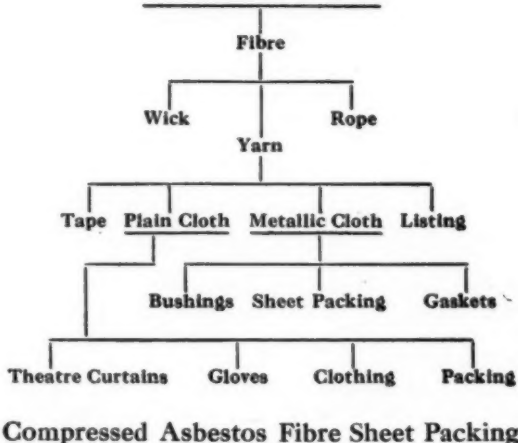 Fibre
Wick Rope
Yarn
Tape Plain Cloth Metallic Cloth Listing
Bushings Sheet Packing Gaskets
Theatre Curtains Gloves Clothing Packing
Compressed Asbestos Fibre Sheet Packing